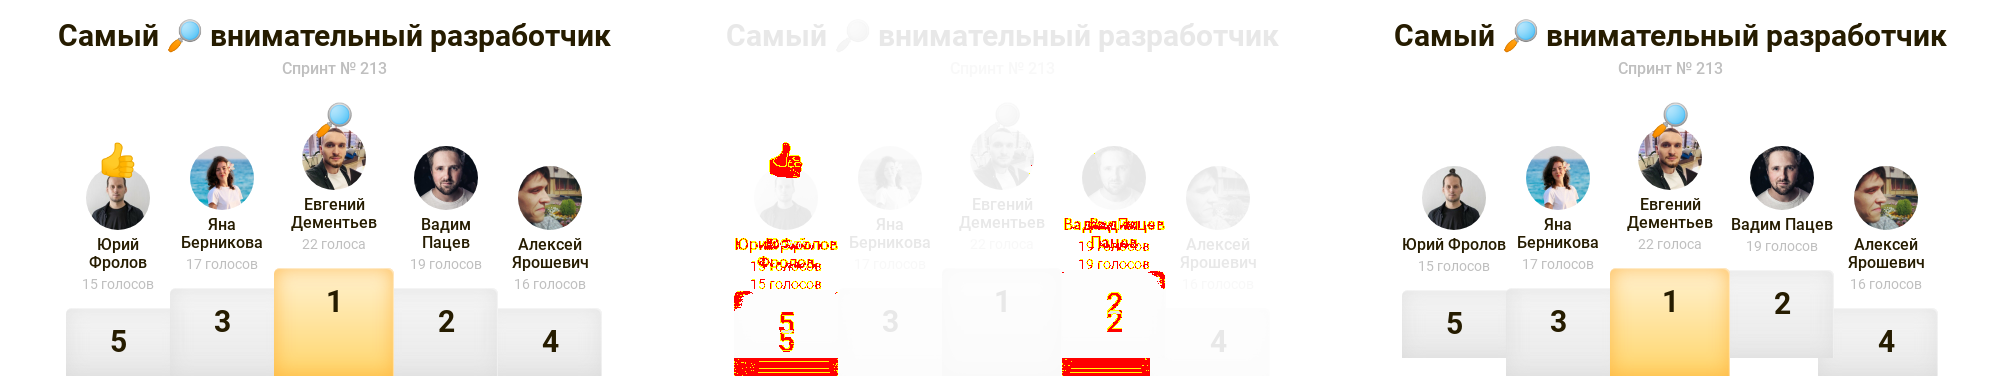 Самый 🔎 внимательный разработчик
Спринт № 213
Юрий
Фролов
15 голосов
5
Яна
Берникова
17 голосов
3
Евгений
Дементьев
22 голоса
1
Вадим
Пацев
19 голосов
2
Алексей
Ярошевич
16 голосов
4
Самый 🔎 внимательный разработчик
Спринт № 213
Фролов
15 голосов
5
5
Яна
Берникова
17 голосов
3
Евгений
Дементьев
22 голоса
1
Пацев
19 голосов
19 голосов
2
2
Алексей
Ярошевич
16 голосов
4
Самый 🔎 внимательный разработчик
Спринт № 213
Юрий Фролов
15 голосов
5
Яна
Берникова
17 голосов
3
Евгений
Дементьев
22 голоса
1
Вадим Пацев
19 голосов
2
Алексей
Ярошевич
16 голосов
4